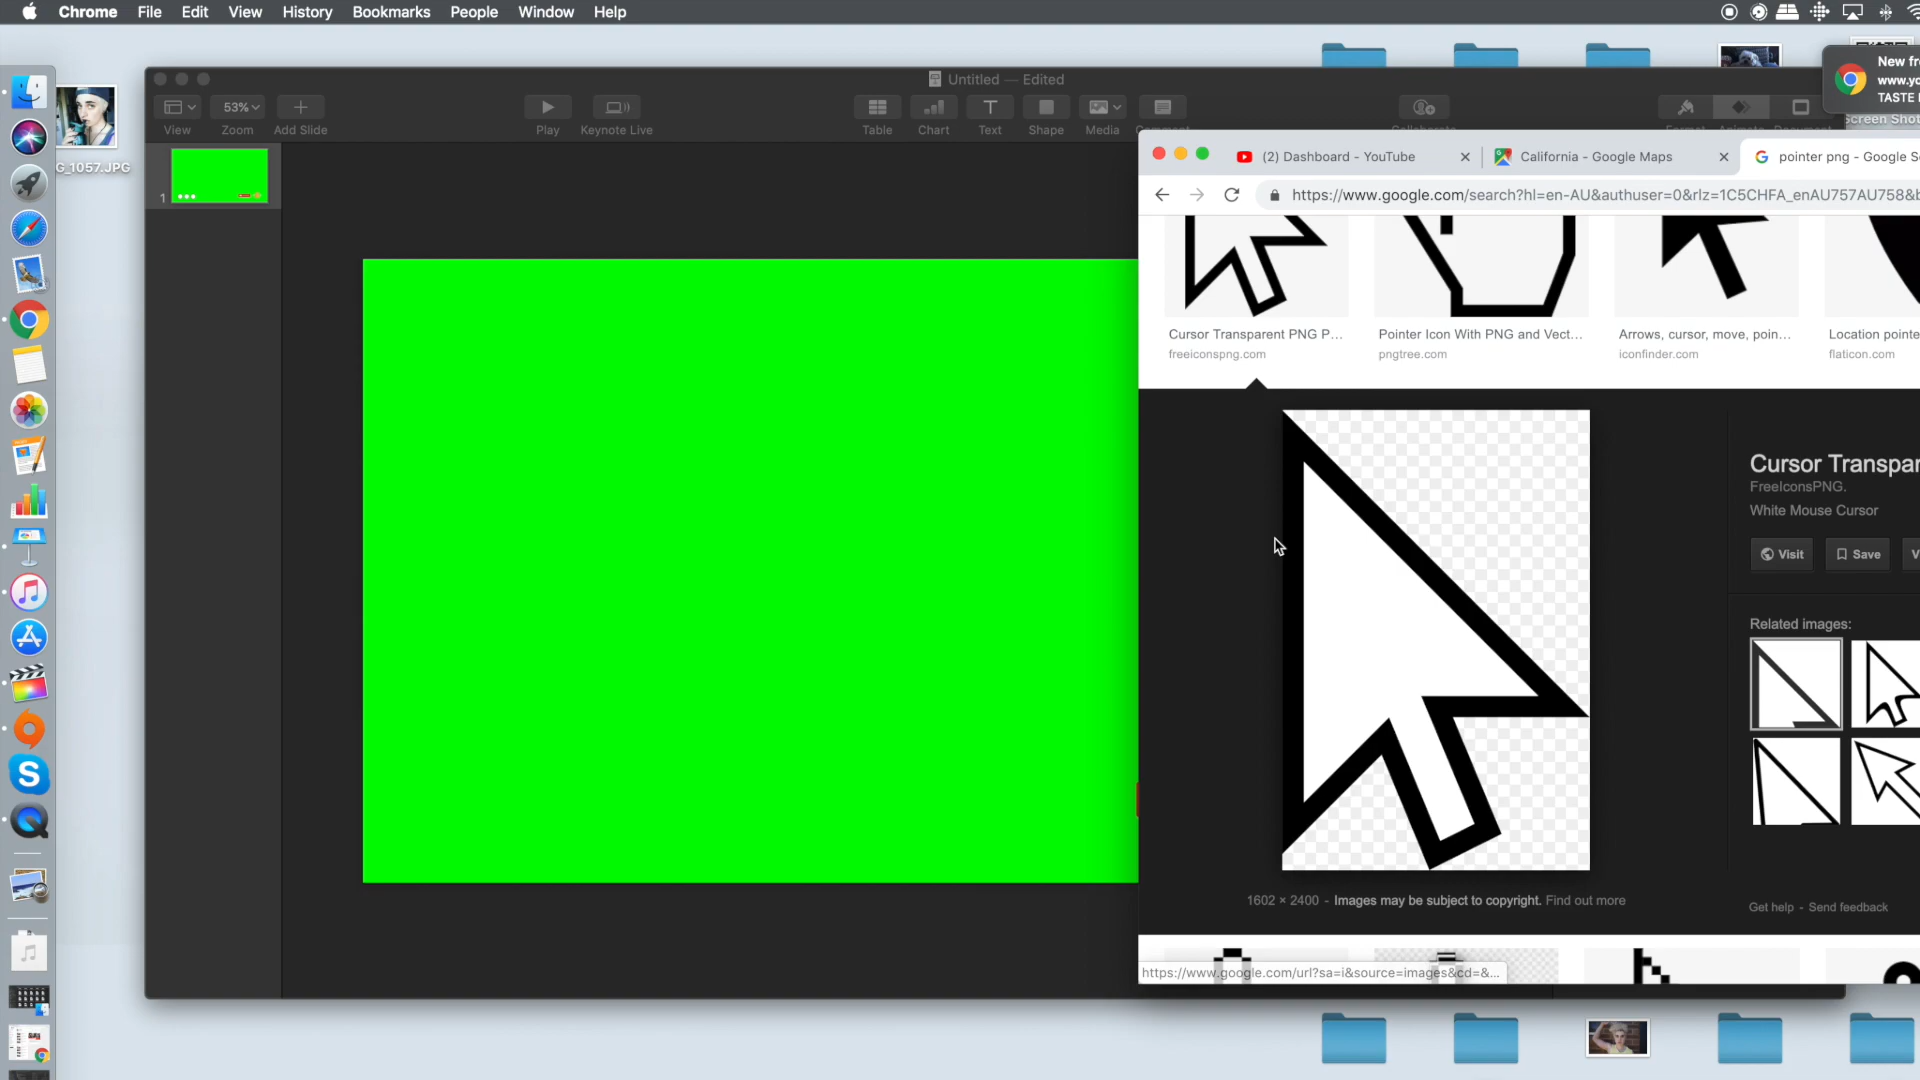 Chrome File Edit View History Bookmarks People Window Help
G_1057.JPG
Untitled — Edited
53%
View Zoom Add Slide Play Keynote Live Table Chart Text Shape Media
1
New fr
TASTE
(2) Dashboard - YouTube
California - Google Maps
pointer png - Google S
https://www.google.com/search?hl=en-AU&authuser=0&rlz=1C5CHFA_enAU757AU758&b
Cursor Transparent PNG P...
freeiconspng.com
Pointer Icon With PNG and Vect...
pngtree.com
Arrows, cursor, move, poin...
iconfinder.com
Location pointe
flaticon.com
Cursor Transpar
FreeIconsPNG.
White Mouse Cursor
Visit
Save
Related images:
1602 × 2400 - Images may be subject to copyright. Find out more
Get help - Send feedback
https://www.google.com/url?sa=i&source=images&cd=&...